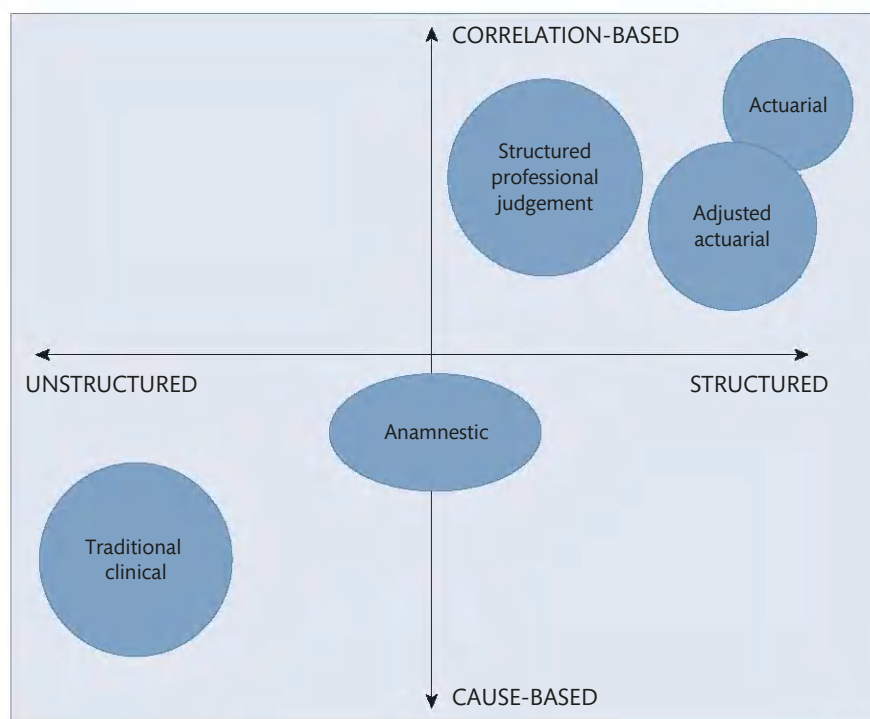 CORRELATION-BASED
Actuarial
Structured
professional
judgement
Adjusted
actuarial
UNSTRUCTURED
STRUCTURED
Anamnestic
Traditional
clinical
CAUSE-BASED